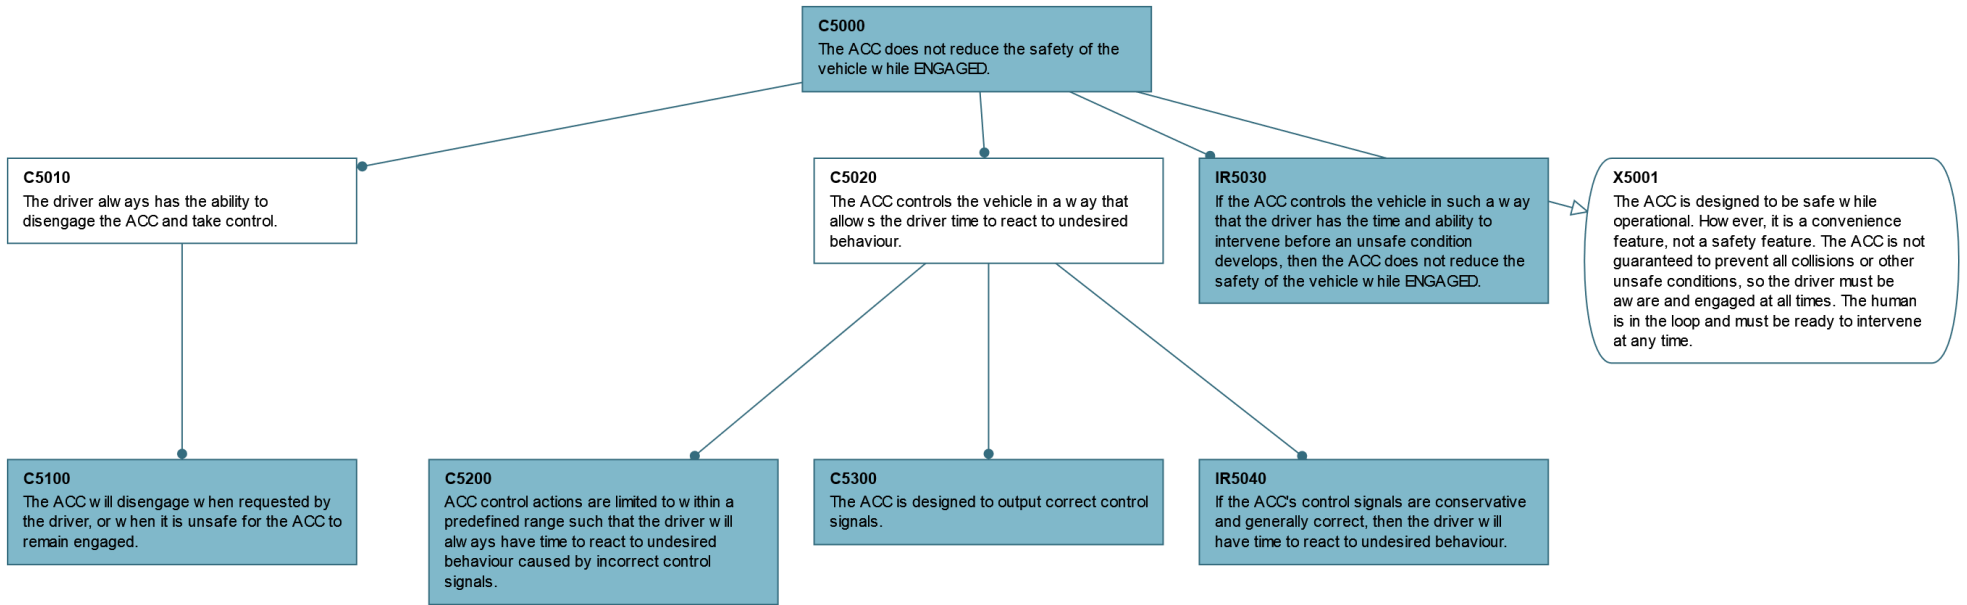 C5000
The ACC does not reduce the safety of the
vehicle while ENGAGED.
C5010
The driver always has the ability to
disengage the ACC and take control.
C5020
The ACC controls the vehicle in a way that
allows the driver time to react to undesired
behaviour.
IR5030
If the ACC controls the vehicle in such a way
that the driver has the time and ability to
intervene before an unsafe condition
develops, then the ACC does not reduce the
safety of the vehicle while ENGAGED.
X5001
The ACC is designed to be safe while
operational. However, it is a convenience
feature, not a safety feature. The ACC is not
guaranteed to prevent all collisions or other
unsafe conditions, so the driver must be
aware and engaged at all times. The human
is in the loop and must be ready to intervene
at any time.
C5100
The ACC will disengage when requested by
the driver, or when it is unsafe for the ACC to
remain engaged.
C5200
ACC control actions are limited to within a
predefined range such that the driver will
always have time to react to undesired
behaviour caused by incorrect control
signals.
C5300
The ACC is designed to output correct control
signals.
IR5040
If the ACC's control signals are conservative
and generally correct, then the driver will
have time to react to undesired behaviour.